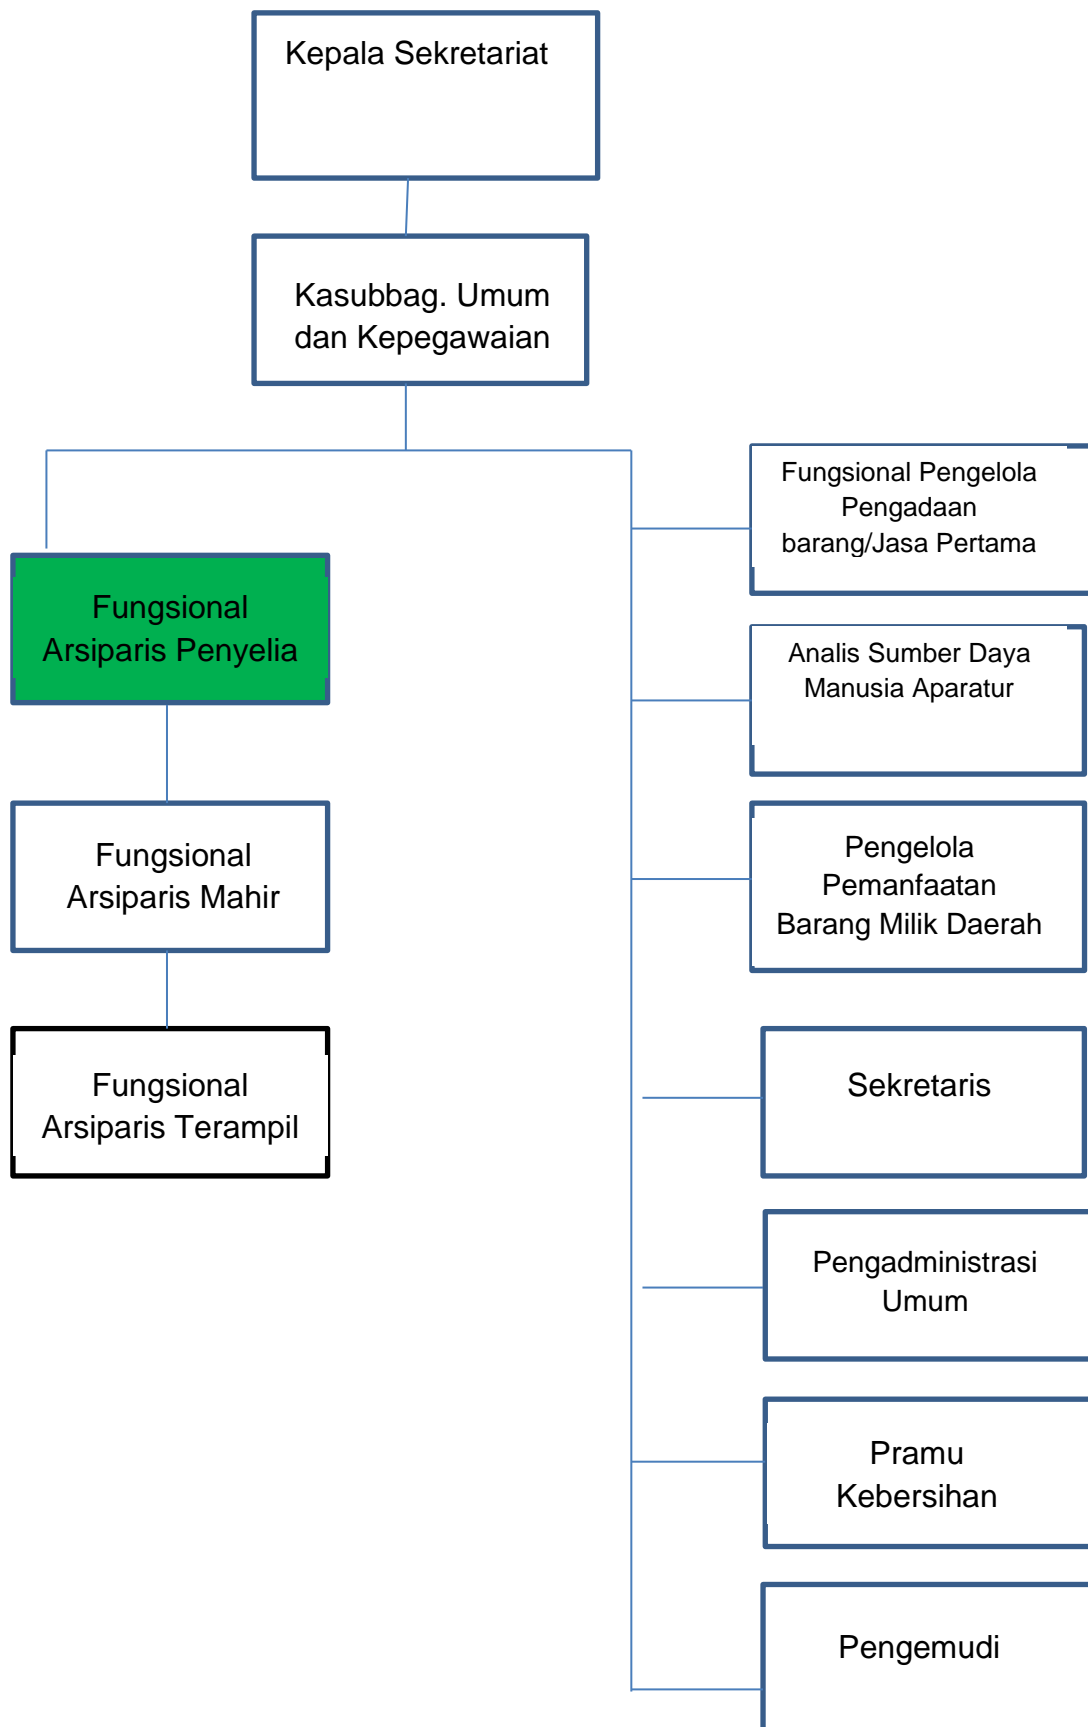 Kepala Sekretariat
Kasubbag. Umum
dan Kepegawaian
Fungsional
Arsiparis Penyelia
Fungsional
Arsiparis Mahir
Fungsional
Arsiparis Terampil
Fungsional Pengelola
Pengadaan
barang/Jasa Pertama
Analis Sumber Daya
Manusia Aparatur
Pengelola
Pemanfaatan
Barang Milik Daerah
Sekretaris
Pengadministrasi
Umum
Pramu
Kebersihan
Pengemudi